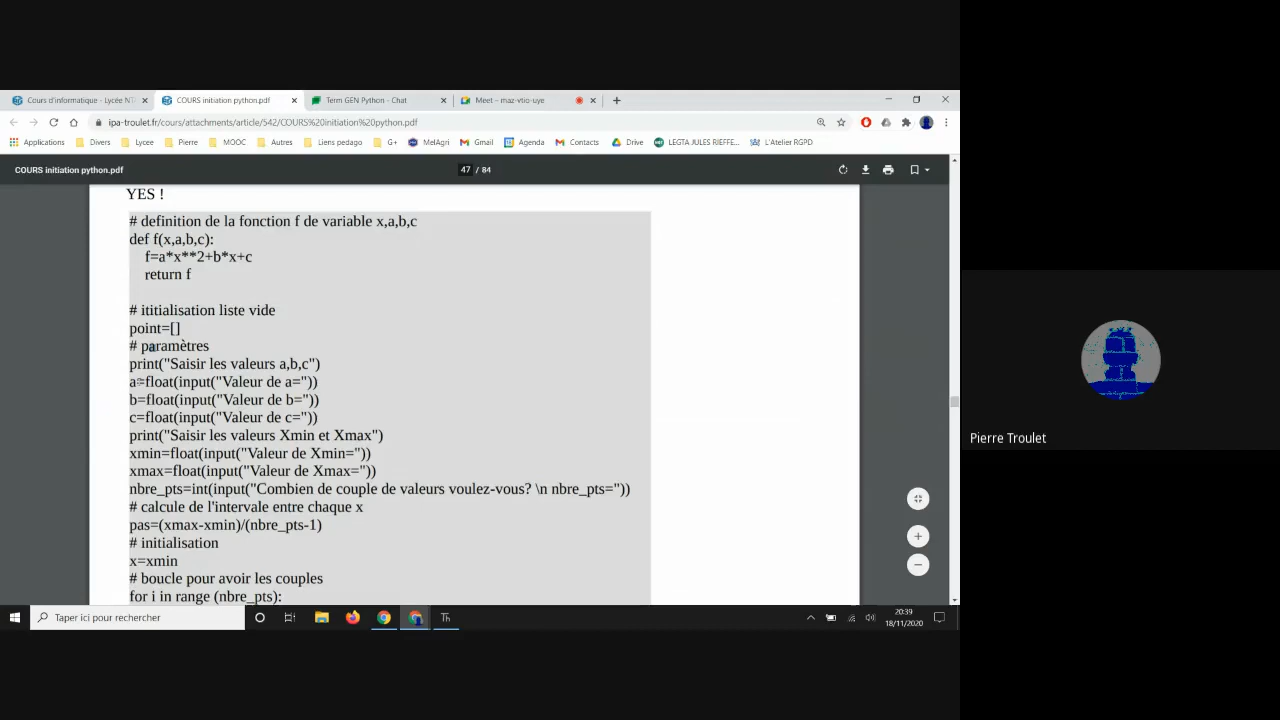 Cours d'informatique - Lycée NT
COURS initiation python.pdf
Term GEN Python - Chat
Meet – maz-vtio-uye
ipa-troulet.fr/cours/attachments/article/542/COURS%20initiation%20python.pdf
Applications
Divers
Lycee
Pierre
MOOC
Autres
Liens pedago
G+
MelAgri
Gmail
Agenda
Contacts
Drive
LEGTA JULES RIEFFE...
L'Atelier RGPD
COURS initiation python.pdf
47 / 84
YES !
# definition de la fonction f de variable x,a,b,c
def f(x,a,b,c):
f=a*x**2+b*x+c
return f
# ititialisation liste vide
point=[]
# paramètres
print("Saisir les valeurs a,b,c")
a=float(input("Valeur de a="))
b=float(input("Valeur de b="))
c=float(input("Valeur de c="))
print("Saisir les valeurs Xmin et Xmax")
xmin=float(input("Valeur de Xmin="))
xmax=float(input("Valeur de Xmax="))
nbre_pts=int(input("Combien de couple de valeurs voulez-vous? \n nbre_pts="))
# calcule de l'intervale entre chaque x
pas=(xmax-xmin)/(nbre_pts-1)
# initialisation
x=xmin
# boucle pour avoir les couples
for i in range (nbre_pts):
Pierre Troulet
Taper ici pour rechercher
Th
20:39
18/11/2020